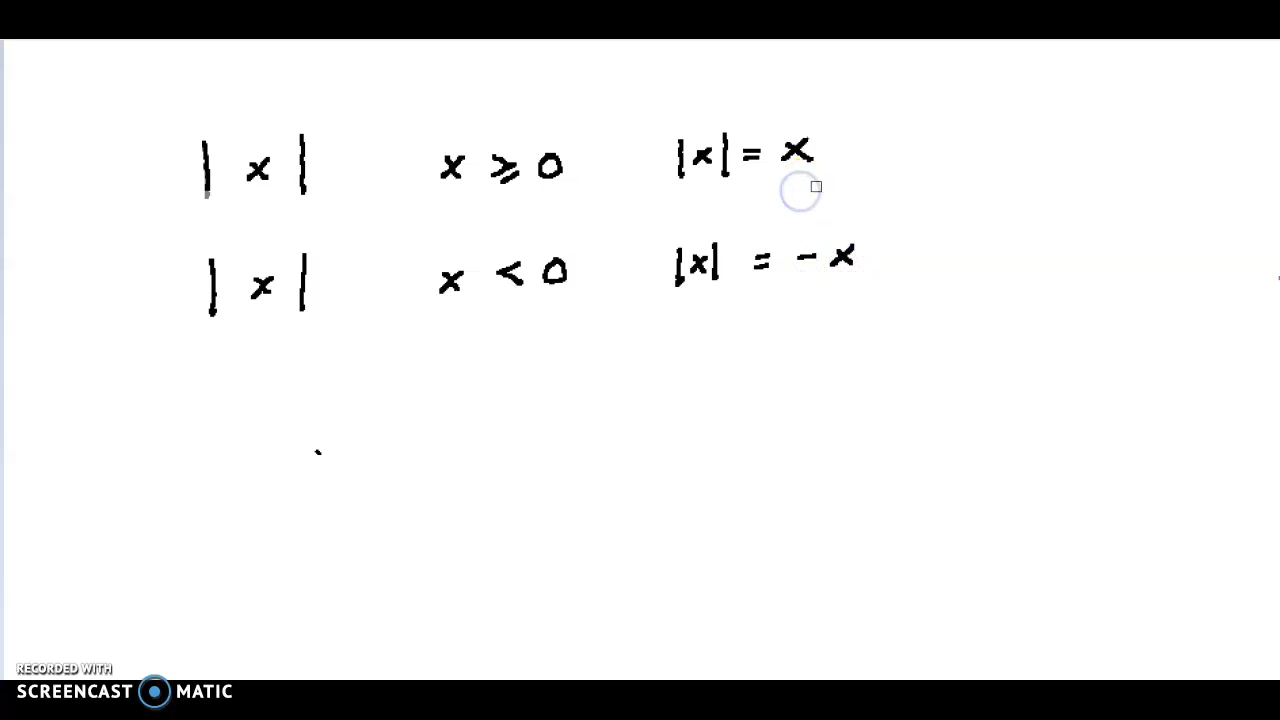 | x | x ⩾ 0 |x| = x
| x | x < 0 |x| = - x
RECORDED WITH
SCREENCAST MATIC